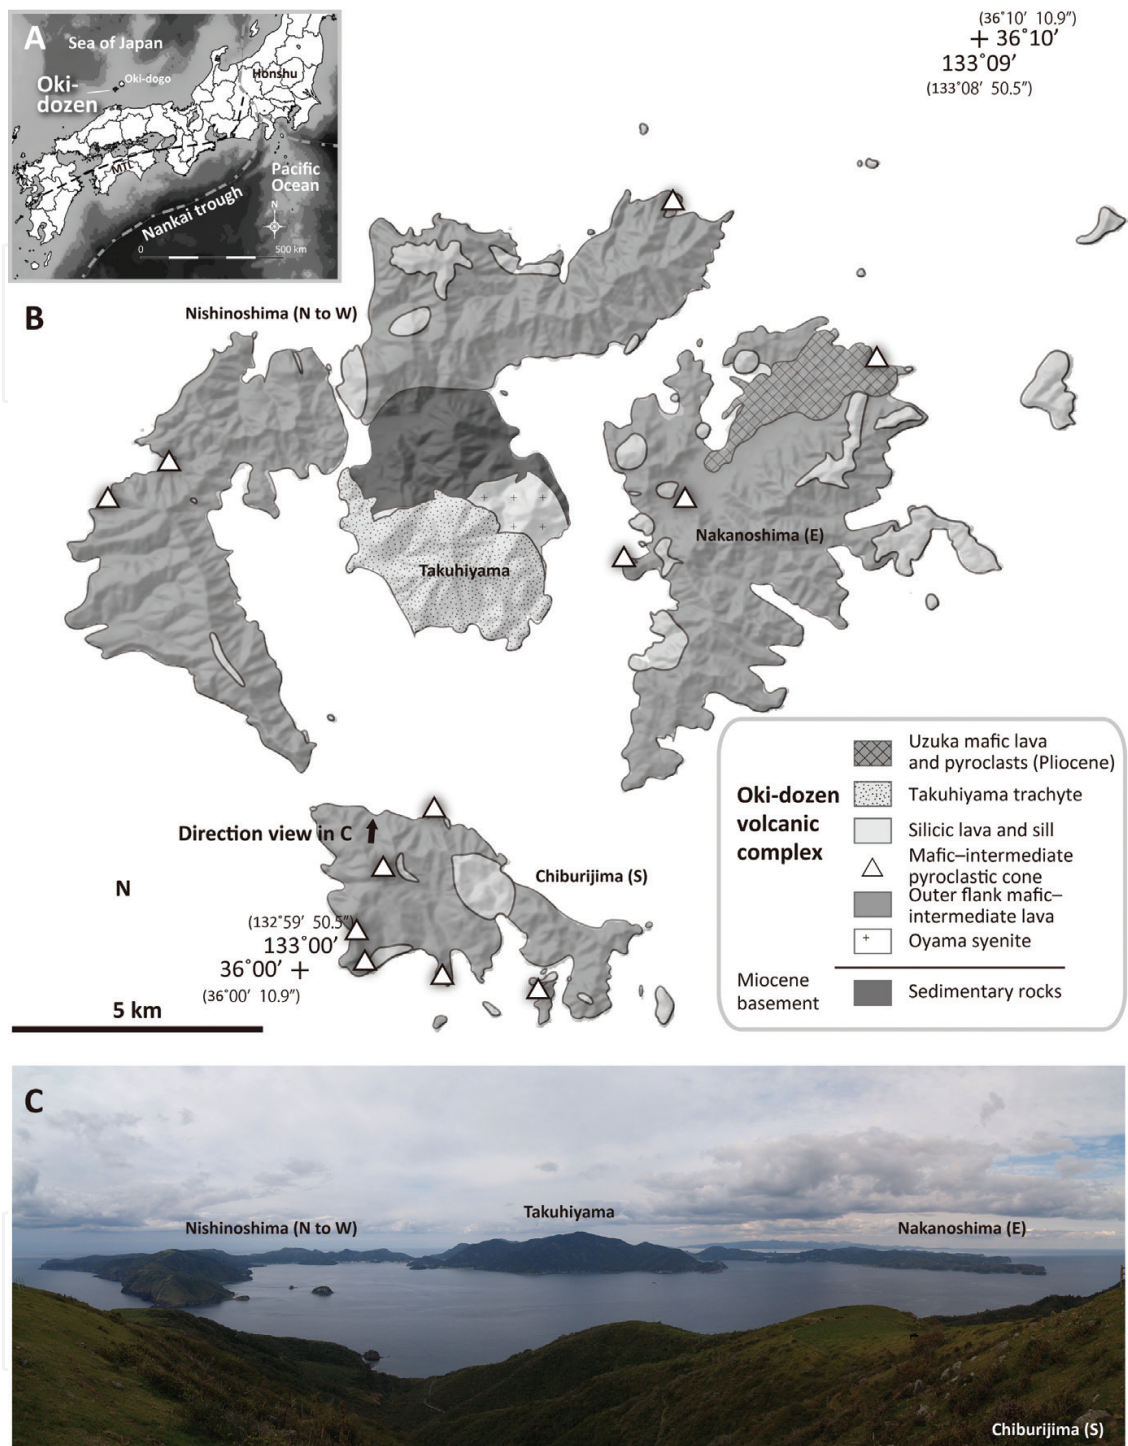 A
Sea of Japan
Oki-
dozen
Oki-dogo
Honshu
MTL
Pacific
Ocean
Nankai trough
N
0
500 km
(36˚10′ 10.9″)
+ 36˚10′
133˚09′
(133˚08′ 50.5″)
B
Nishinoshima (N to W)
Takuhiyama
Nakanoshima (E)
Direction view in C
Chiburijima (S)
N
(132˚59′ 50.5″)
133˚00′
36˚00′ +
(36˚00′ 10.9″)
5 km
Oki-dozen
volcanic
complex
Uzuka mafic lava
and pyroclasts (Pliocene)
Takuhiyama trachyte
Silicic lava and sill
Mafic–intermediate
pyroclastic cone
Outer flank mafic–
intermediate lava
+ Oyama syenite
Miocene
basement
Sedimentary rocks
C
Nishinoshima (N to W)
Takuhiyama
Nakanoshima (E)
Chiburijima (S)